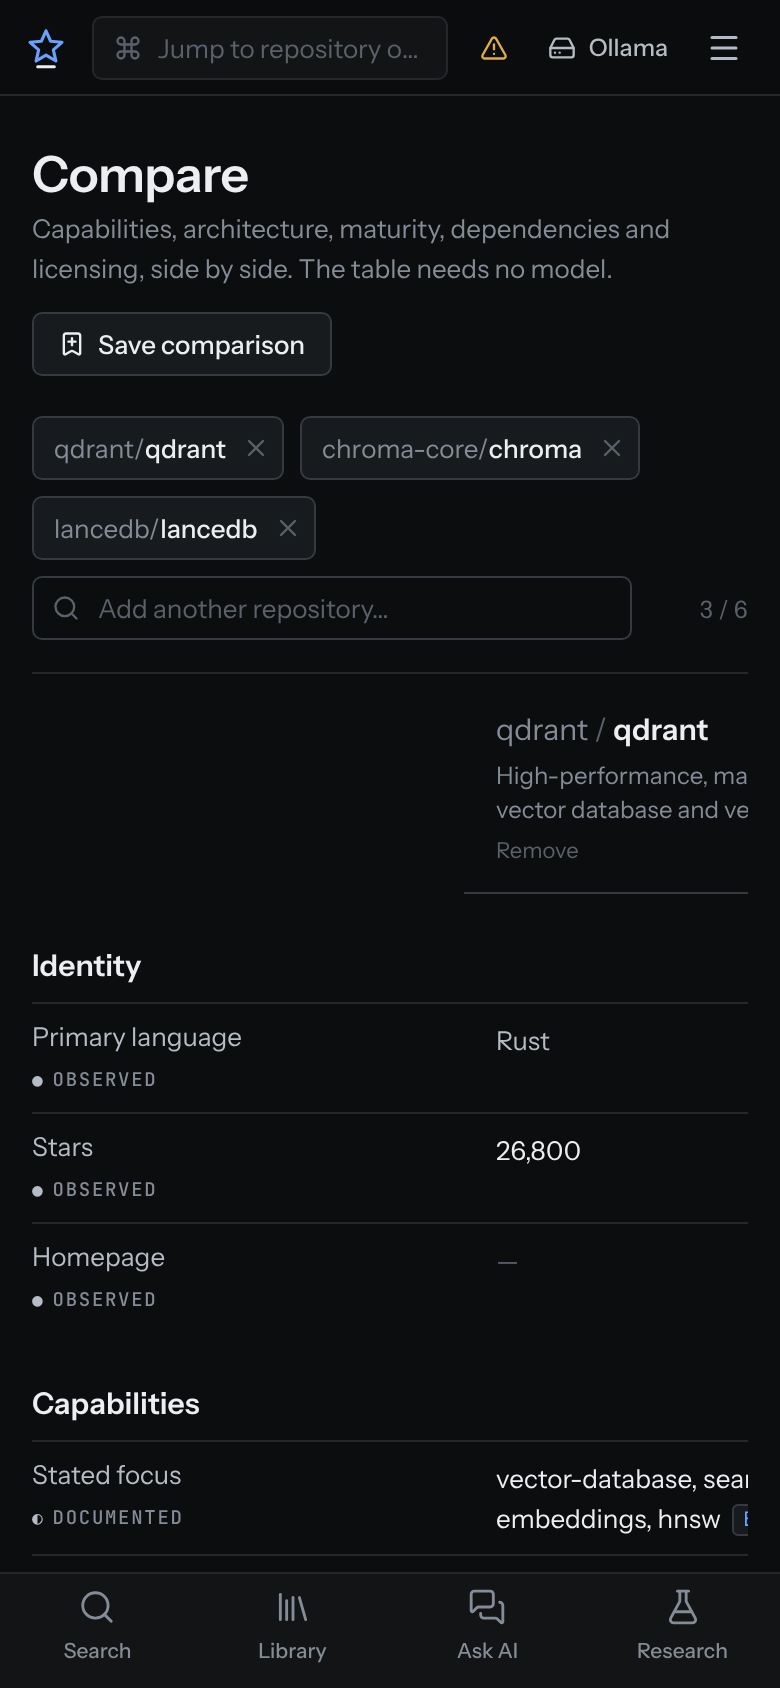 Jump to repository o...
Ollama
Compare
Capabilities, architecture, maturity, dependencies and
licensing, side by side. The table needs no model.
Save comparison
qdrant/qdrant
chroma-core/chroma
lancedb/lancedb
Add another repository...
3 / 6
qdrant / qdrant
High-performance, ma
vector database and ve
Remove
Identity
Primary language
Rust
OBSERVED
Stars
26,800
OBSERVED
Homepage
—
OBSERVED
Capabilities
Stated focus
vector-database, sear
DOCUMENTED
embeddings, hnsw
Search
Library
Ask AI
Research